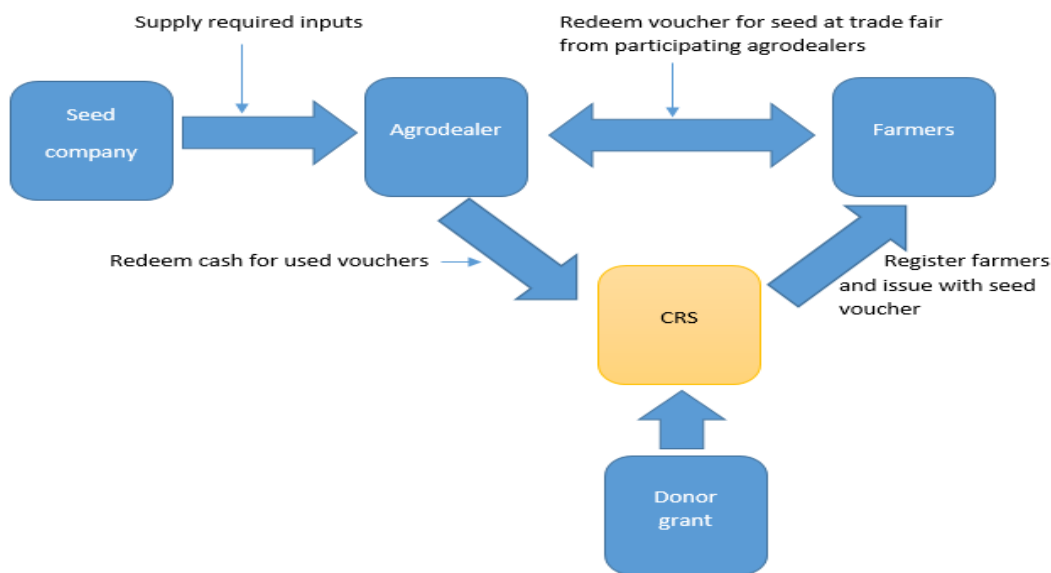 Supply required inputs
Redeem voucher for seed at trade fair
from participating agrodealers
Seed
company
Agrodealer
Farmers
Redeem cash for used vouchers
Register farmers
and issue with seed
voucher
CRS
Donor
grant